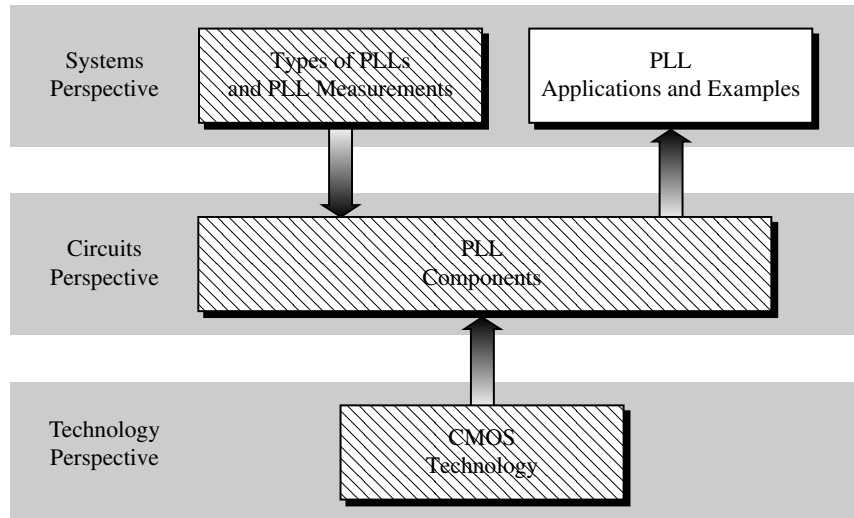 Systems
Perspective
Types of PLLs
and PLL Measurements
PLL
Applications and Examples
Circuits
Perspective
PLL
Components
Technology
Perspective
CMOS
Technology